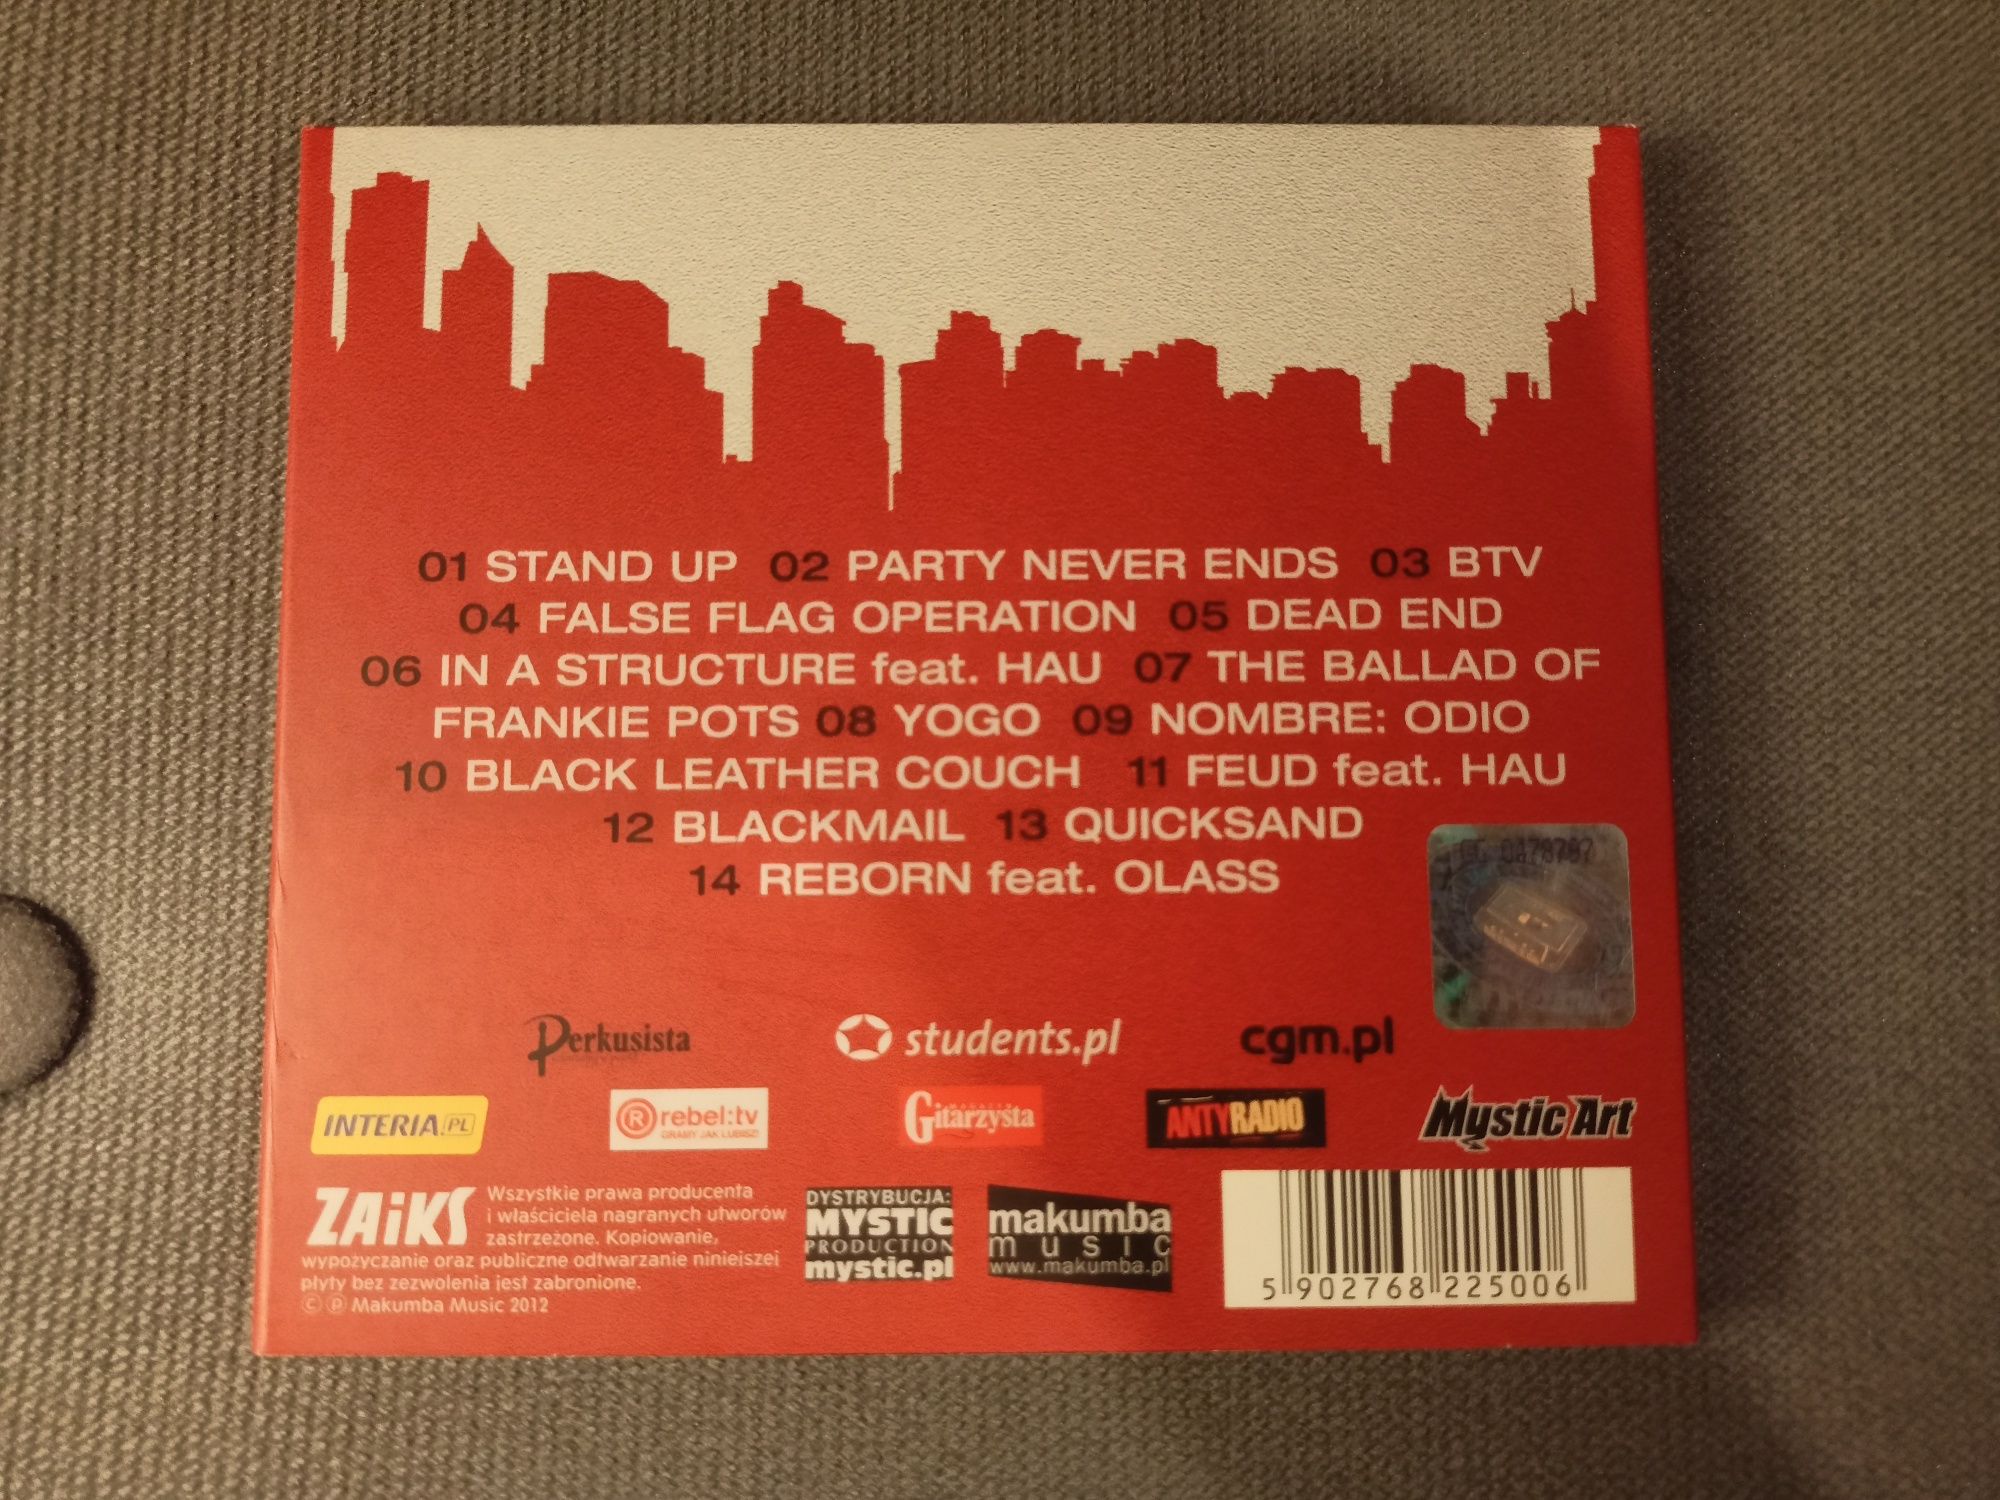 01 STAND UP 02 PARTY NEVER ENDS 03 BTV
04 FALSE FLAG OPERATION 05 DEAD END
06 IN A STRUCTURE feat. HAU 07 THE BALLAD OF
FRANKIE POTS 08 YOGO 09 NOMBRE: ODIO
10 BLACK LEATHER COUCH 11 FEUD feat. HAU
12 BLACKMAIL 13 QUICKSAND
14 REBORN feat. OLASS
Perkusista
students.pl
cgm.pl
INTERIA.PL
rebel:tv
GRAMY JAK LUBISZ!
MAGAZYN
Gitarzysta
ANTYRADIO
Mystic Art
ZAiKS
Wszystkie prawa producenta
i właściciela nagranych utworów
zastrzeżone. Kopiowanie,
wypożyczanie oraz publiczne odtwarzanie niniejszej
płyty bez zezwolenia jest zabronione.
© ℗ Makumba Music 2012
DYSTRYBUCJA:
MYSTIC
PRODUCTION
mystic.pl
makumba
music
www.makumba.pl
5 902768 225006